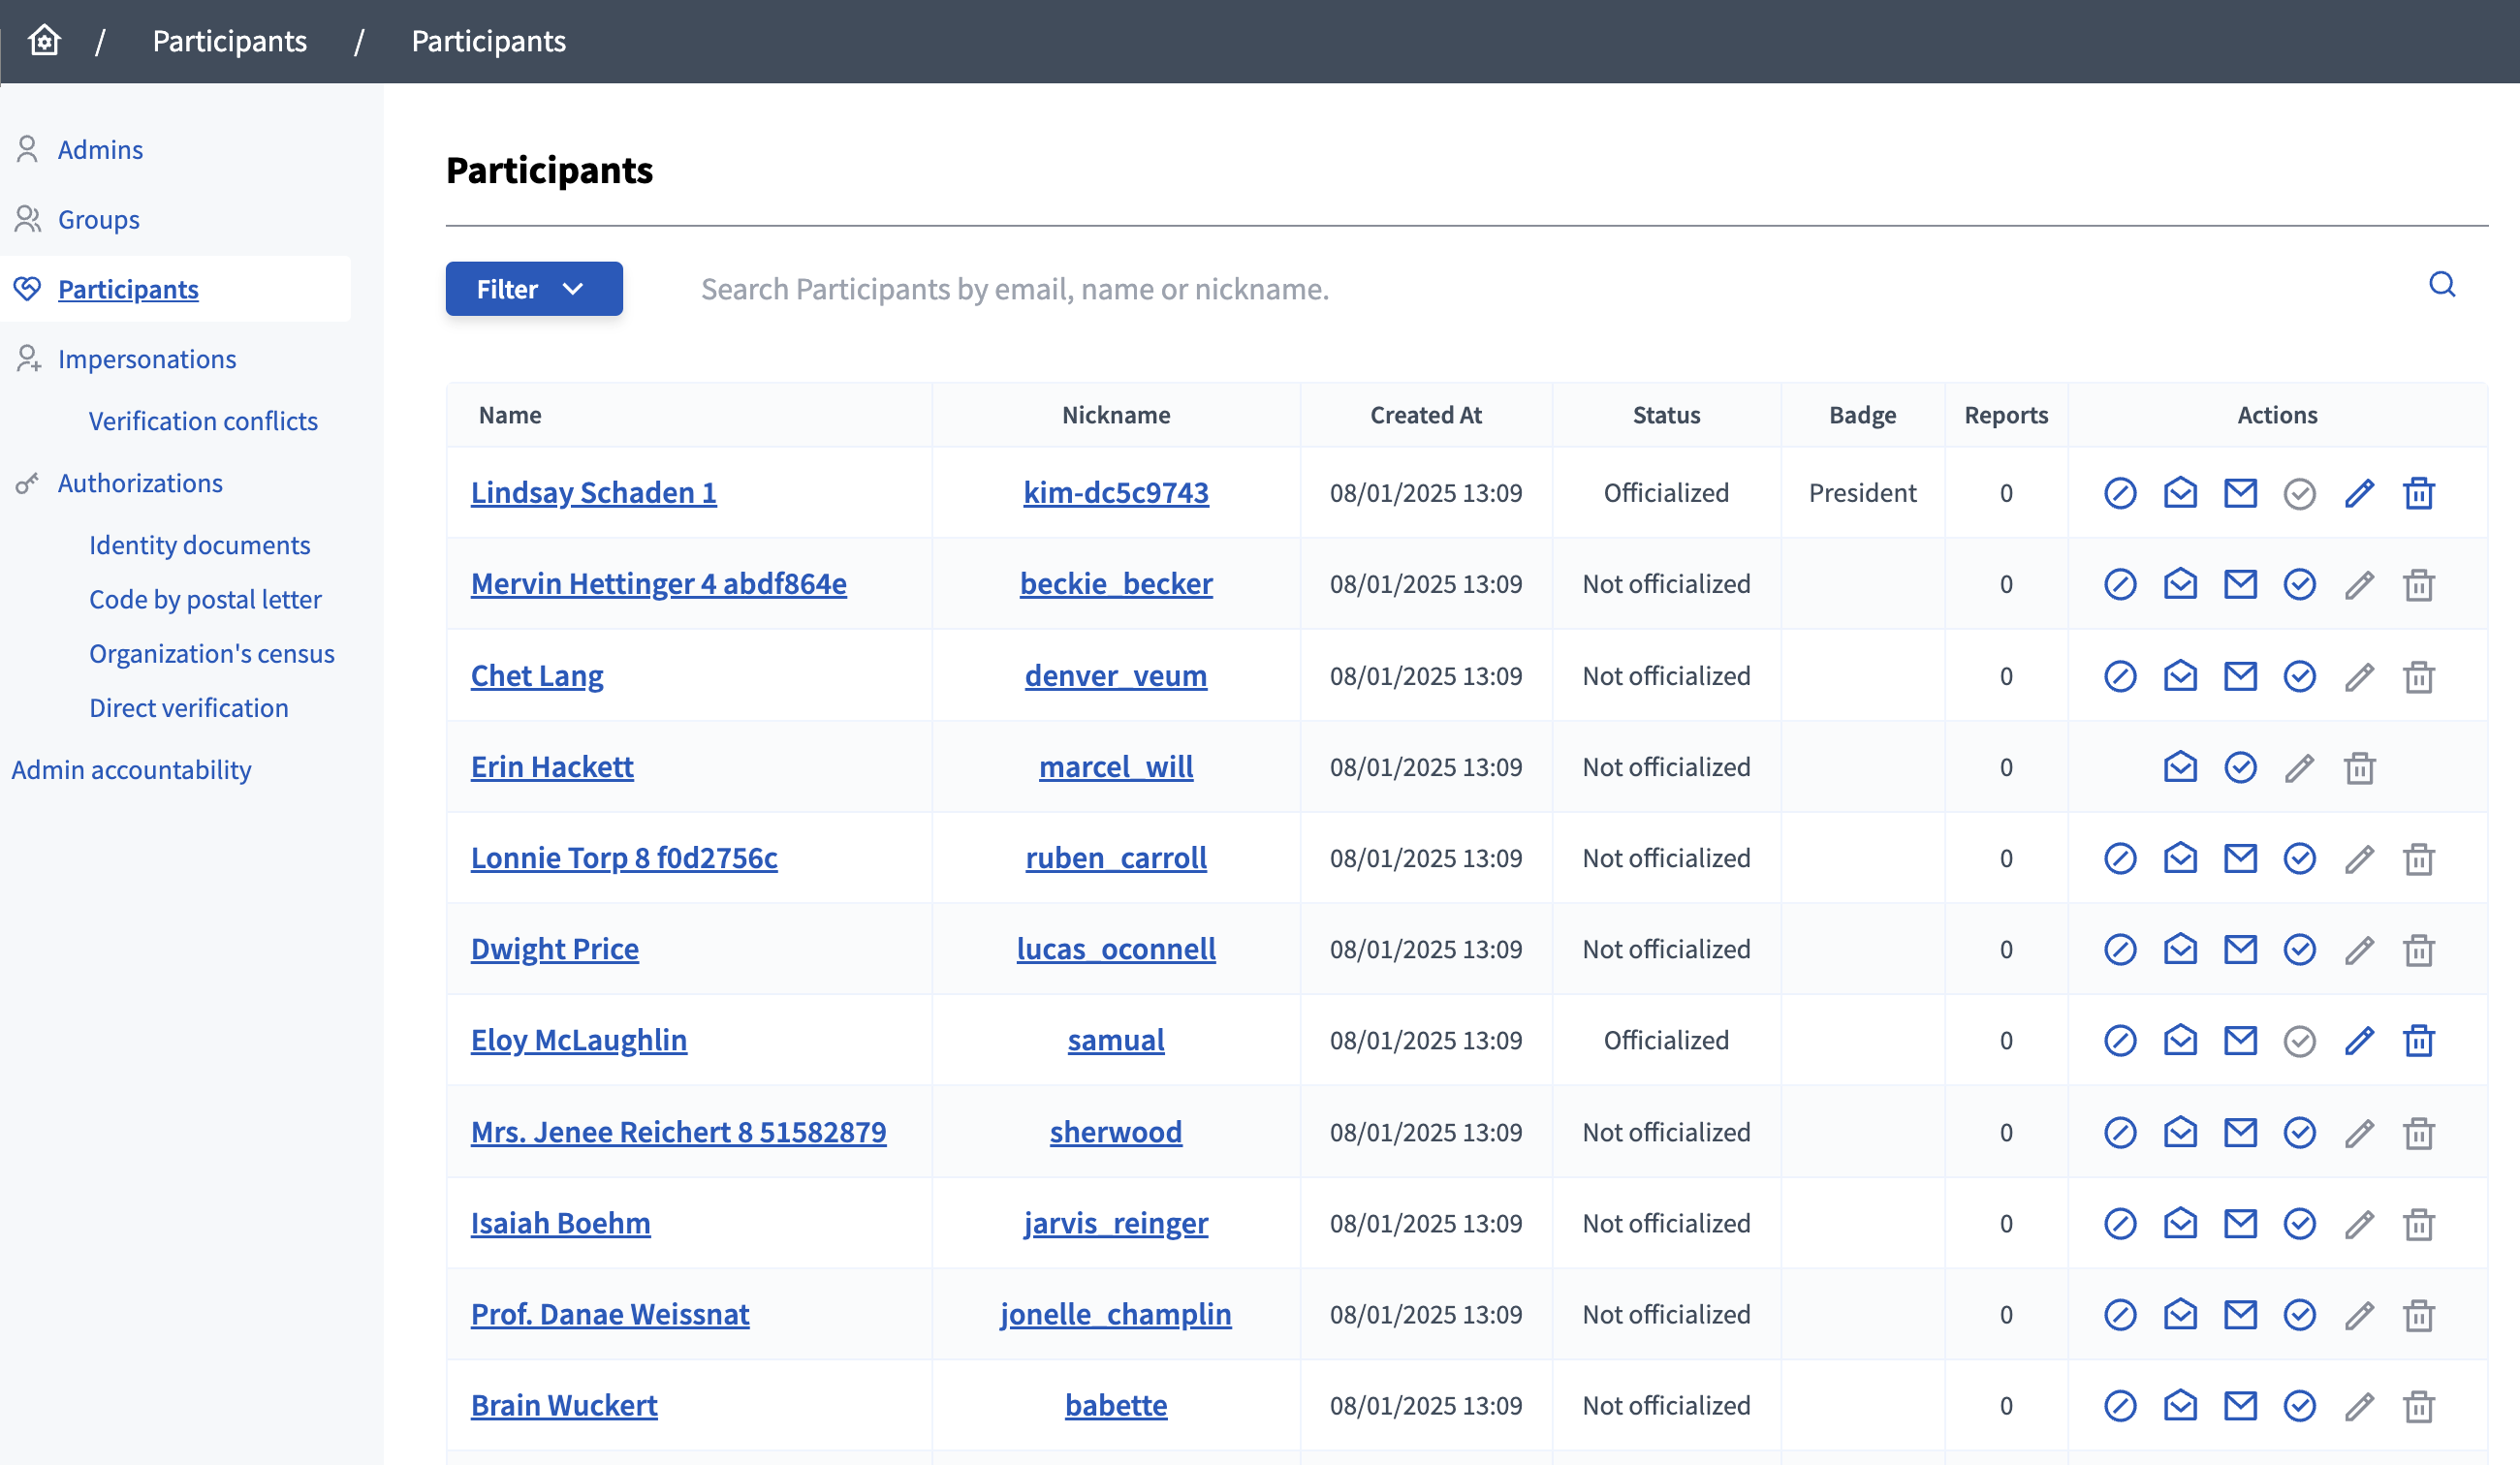 / Participants / Participants
Admins
Groups
Participants
Impersonations
Verification conflicts
Authorizations
Identity documents
Code by postal letter
Organization's census
Direct verification
Admin accountability
Participants
Filter
Search Participants by email, name or nickname.
Name Nickname Created At Status Badge Reports Actions
Lindsay Schaden 1 kim-dc5c9743 08/01/2025 13:09 Officialized President 0
Mervin Hettinger 4 abdf864e beckie_becker 08/01/2025 13:09 Not officialized 0
Chet Lang denver_veum 08/01/2025 13:09 Not officialized 0
Erin Hackett marcel_will 08/01/2025 13:09 Not officialized 0
Lonnie Torp 8 f0d2756c ruben_carroll 08/01/2025 13:09 Not officialized 0
Dwight Price lucas_oconnell 08/01/2025 13:09 Not officialized 0
Eloy McLaughlin samual 08/01/2025 13:09 Officialized 0
Mrs. Jenee Reichert 8 51582879 sherwood 08/01/2025 13:09 Not officialized 0
Isaiah Boehm jarvis_reinger 08/01/2025 13:09 Not officialized 0
Prof. Danae Weissnat jonelle_champlin 08/01/2025 13:09 Not officialized 0
Brain Wuckert babette 08/01/2025 13:09 Not officialized 0